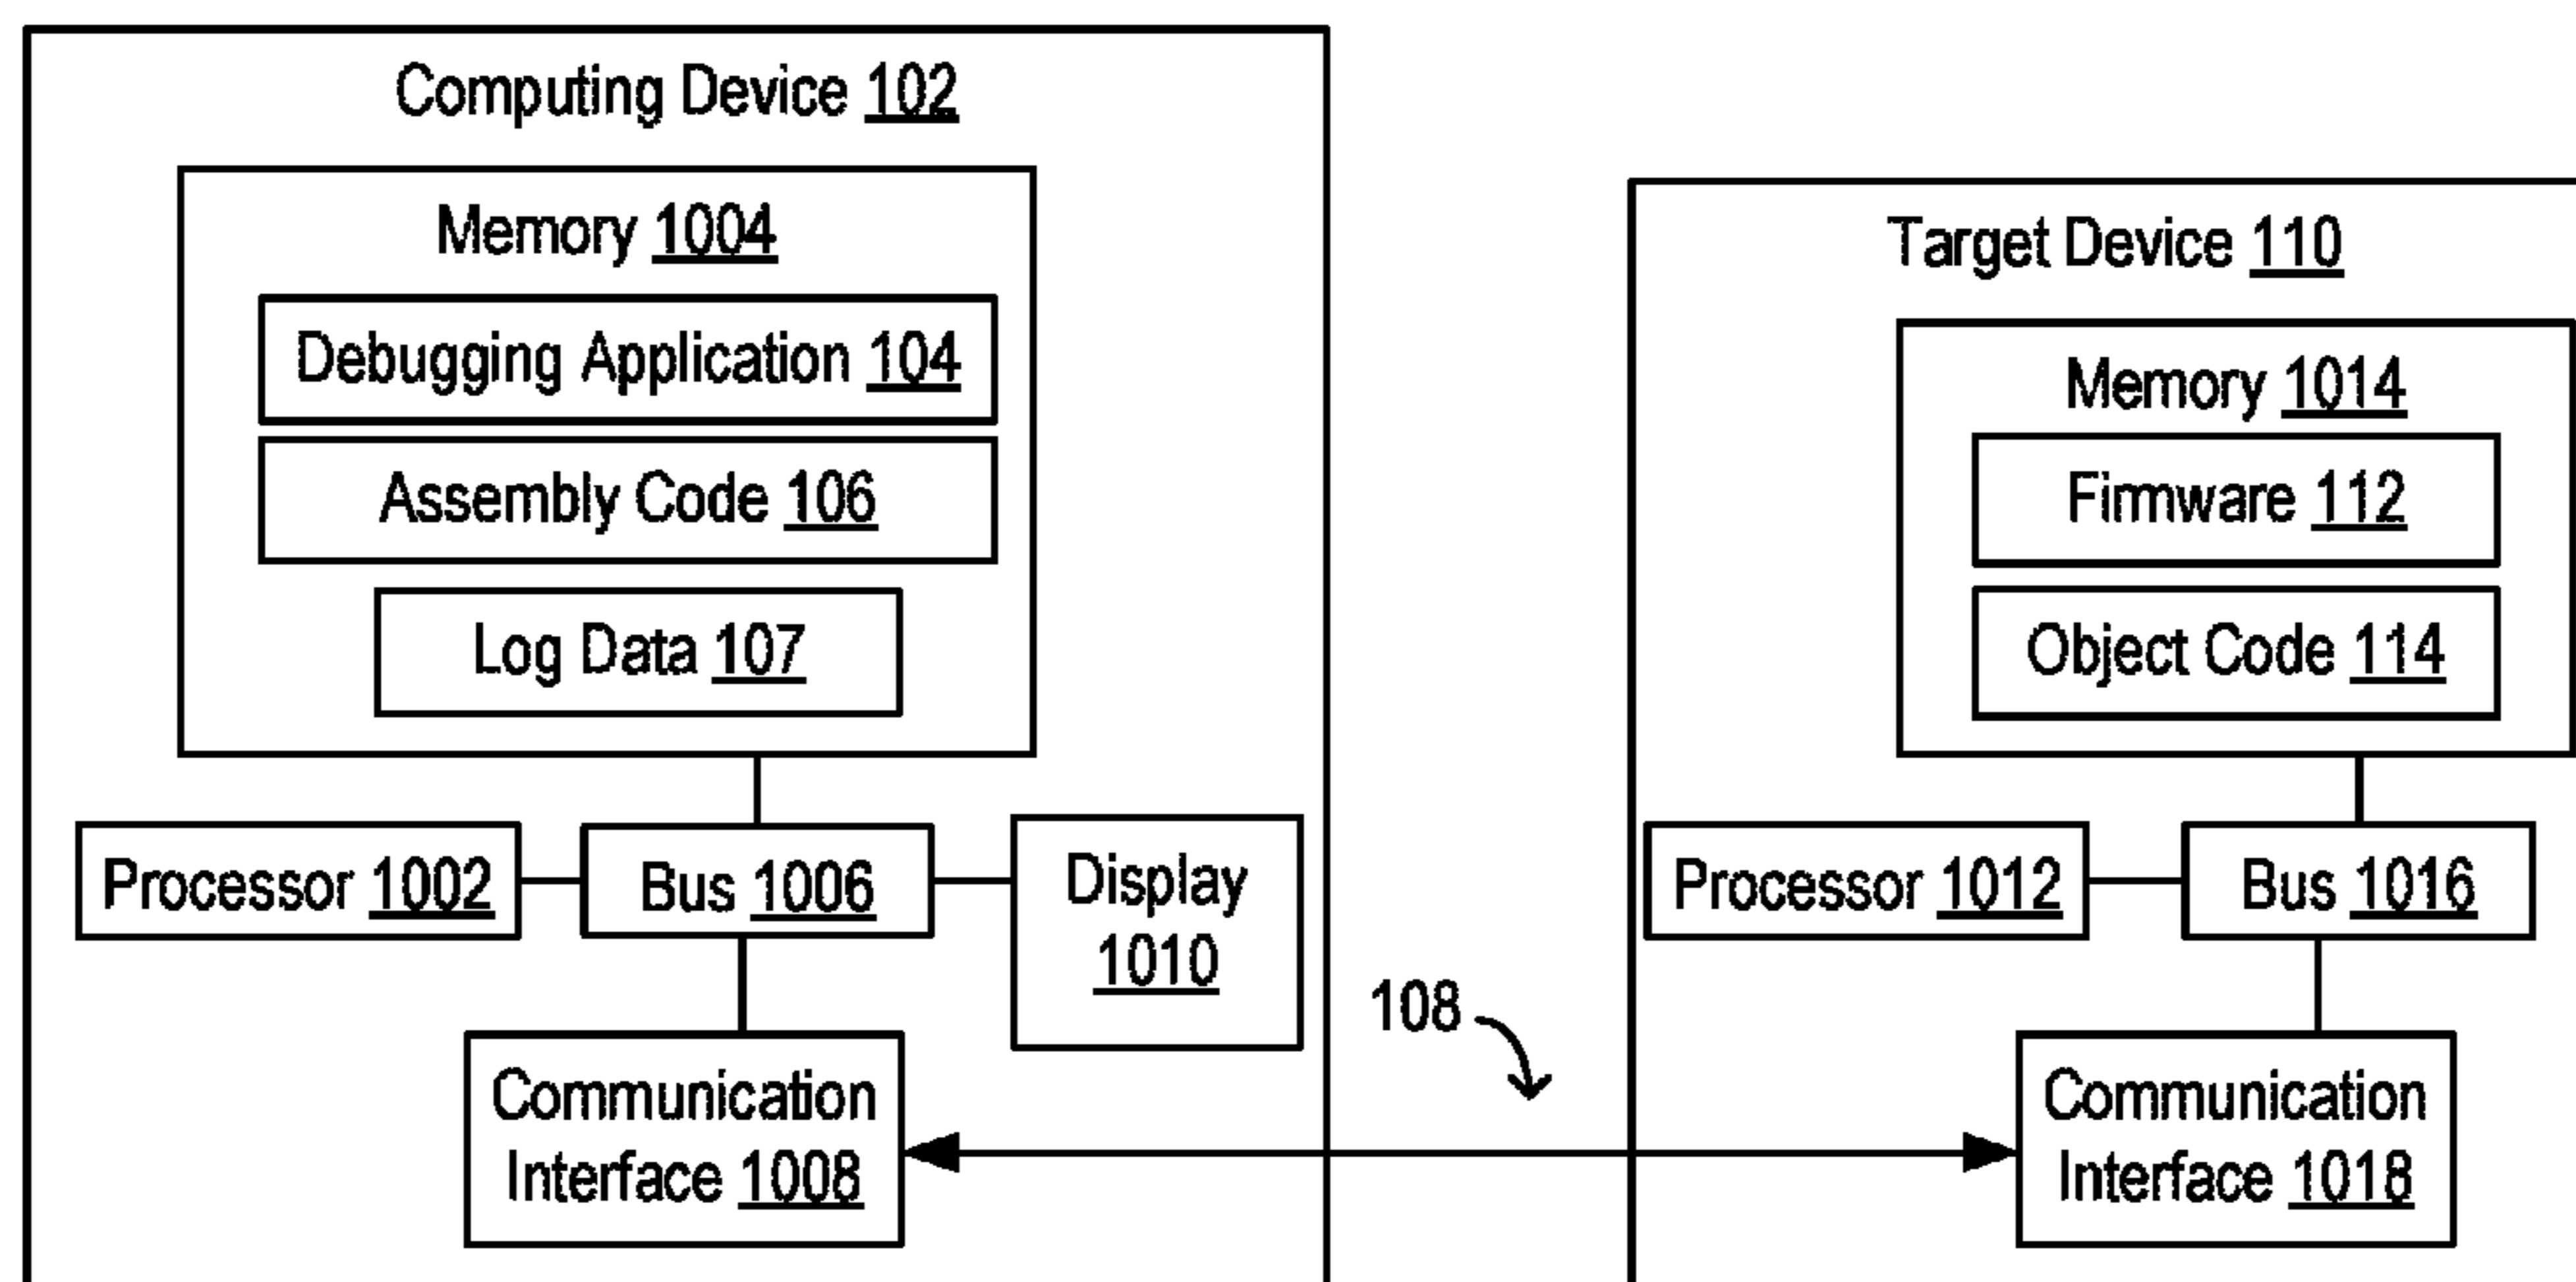 Computing Device 102
Memory 1004
Debugging Application 104
Assembly Code 106
Log Data 107
Processor 1002
Bus 1006
Display
1010
Communication
Interface 1008
108
Target Device 110
Memory 1014
Firmware 112
Object Code 114
Processor 1012
Bus 1016
Communication
Interface 1018